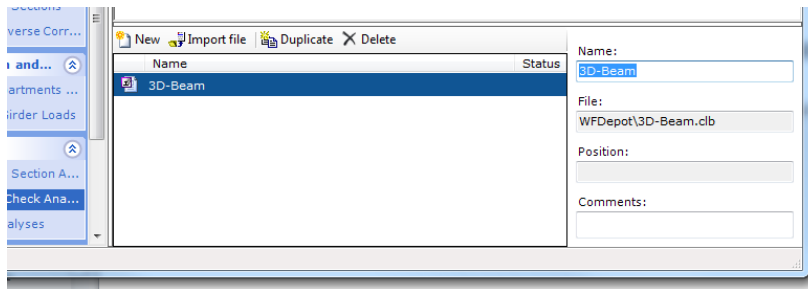 Sections
verse Corr...
and... 
artments ...
Girder Loads
Section A...
Check Ana...
alyses
New Import file Duplicate Delete
Name Status
3D-Beam
Name:
3D-Beam
File:
WFDepot\3D-Beam.clb
Position:
Comments: